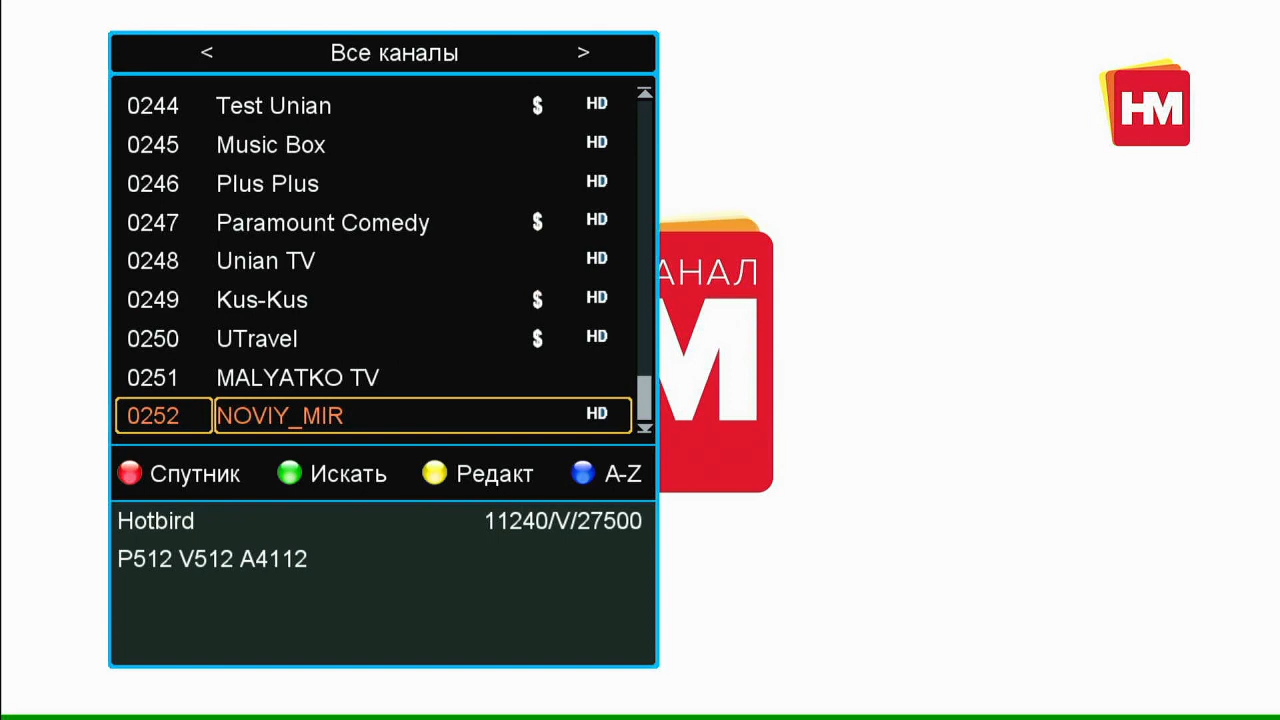 < Все каналы >
0244 Test Unian $ HD
0245 Music Box HD
0246 Plus Plus HD
0247 Paramount Comedy $ HD
0248 Unian TV HD
0249 Kus-Kus $ HD
0250 UTravel $ HD
0251 MALYATKO TV
0252 NOVIY_MIR HD
Спутник Искать Редакт A-Z
Hotbird 11240/V/27500
P512 V512 A4112
НМ
АНАЛ
М